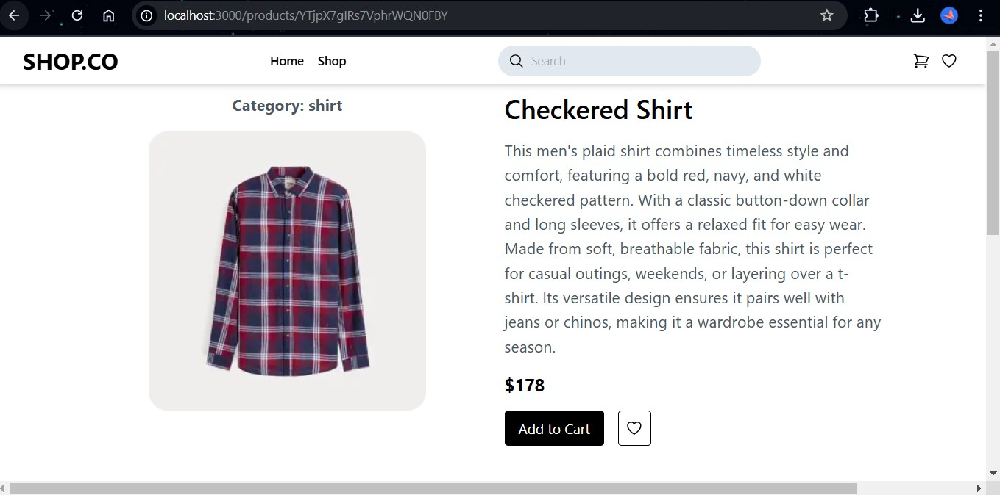 localhost:3000/products/YTjpX7gIRs7VphrWQN0FBY
SHOP.CO
Home Shop
Search
Category: shirt
Checkered Shirt
This men's plaid shirt combines timeless style and
comfort, featuring a bold red, navy, and white
checkered pattern. With a classic button-down collar
and long sleeves, it offers a relaxed fit for easy wear.
Made from soft, breathable fabric, this shirt is perfect
for casual outings, weekends, or layering over a t-
shirt. Its versatile design ensures it pairs well with
jeans or chinos, making it a wardrobe essential for any
season.
$178
Add to Cart